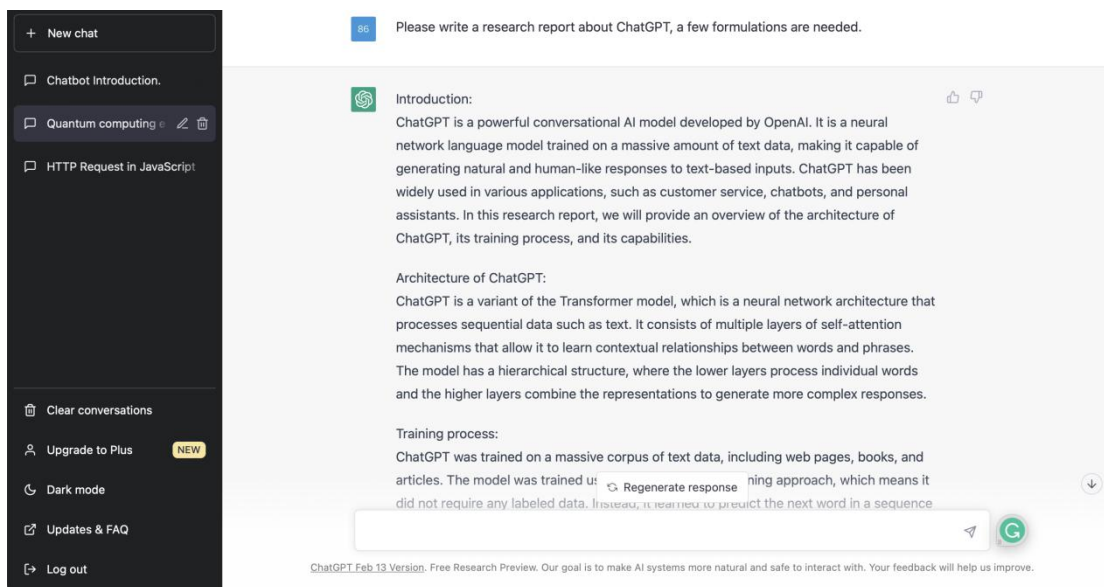 New chat
Chatbot Introduction.
Quantum computing e
HTTP Request in JavaScript
Clear conversations
Upgrade to Plus NEW
Dark mode
Updates & FAQ
Log out
86 Please write a research report about ChatGPT, a few formulations are needed.
Introduction:
ChatGPT is a powerful conversational AI model developed by OpenAI. It is a neural
network language model trained on a massive amount of text data, making it capable of
generating natural and human-like responses to text-based inputs. ChatGPT has been
widely used in various applications, such as customer service, chatbots, and personal
assistants. In this research report, we will provide an overview of the architecture of
ChatGPT, its training process, and its capabilities.
Architecture of ChatGPT:
ChatGPT is a variant of the Transformer model, which is a neural network architecture that
processes sequential data such as text. It consists of multiple layers of self-attention
mechanisms that allow it to learn contextual relationships between words and phrases.
The model has a hierarchical structure, where the lower layers process individual words
and the higher layers combine the representations to generate more complex responses.
Training process:
ChatGPT was trained on a massive corpus of text data, including web pages, books, and
articles. The model was trained us ning approach, which means it
Regenerate response
did not require any labeled data. Instead, it learned to predict the next word in a sequence
ChatGPT Feb 13 Version. Free Research Preview. Our goal is to make AI systems more natural and safe to interact with. Your feedback will help us improve.